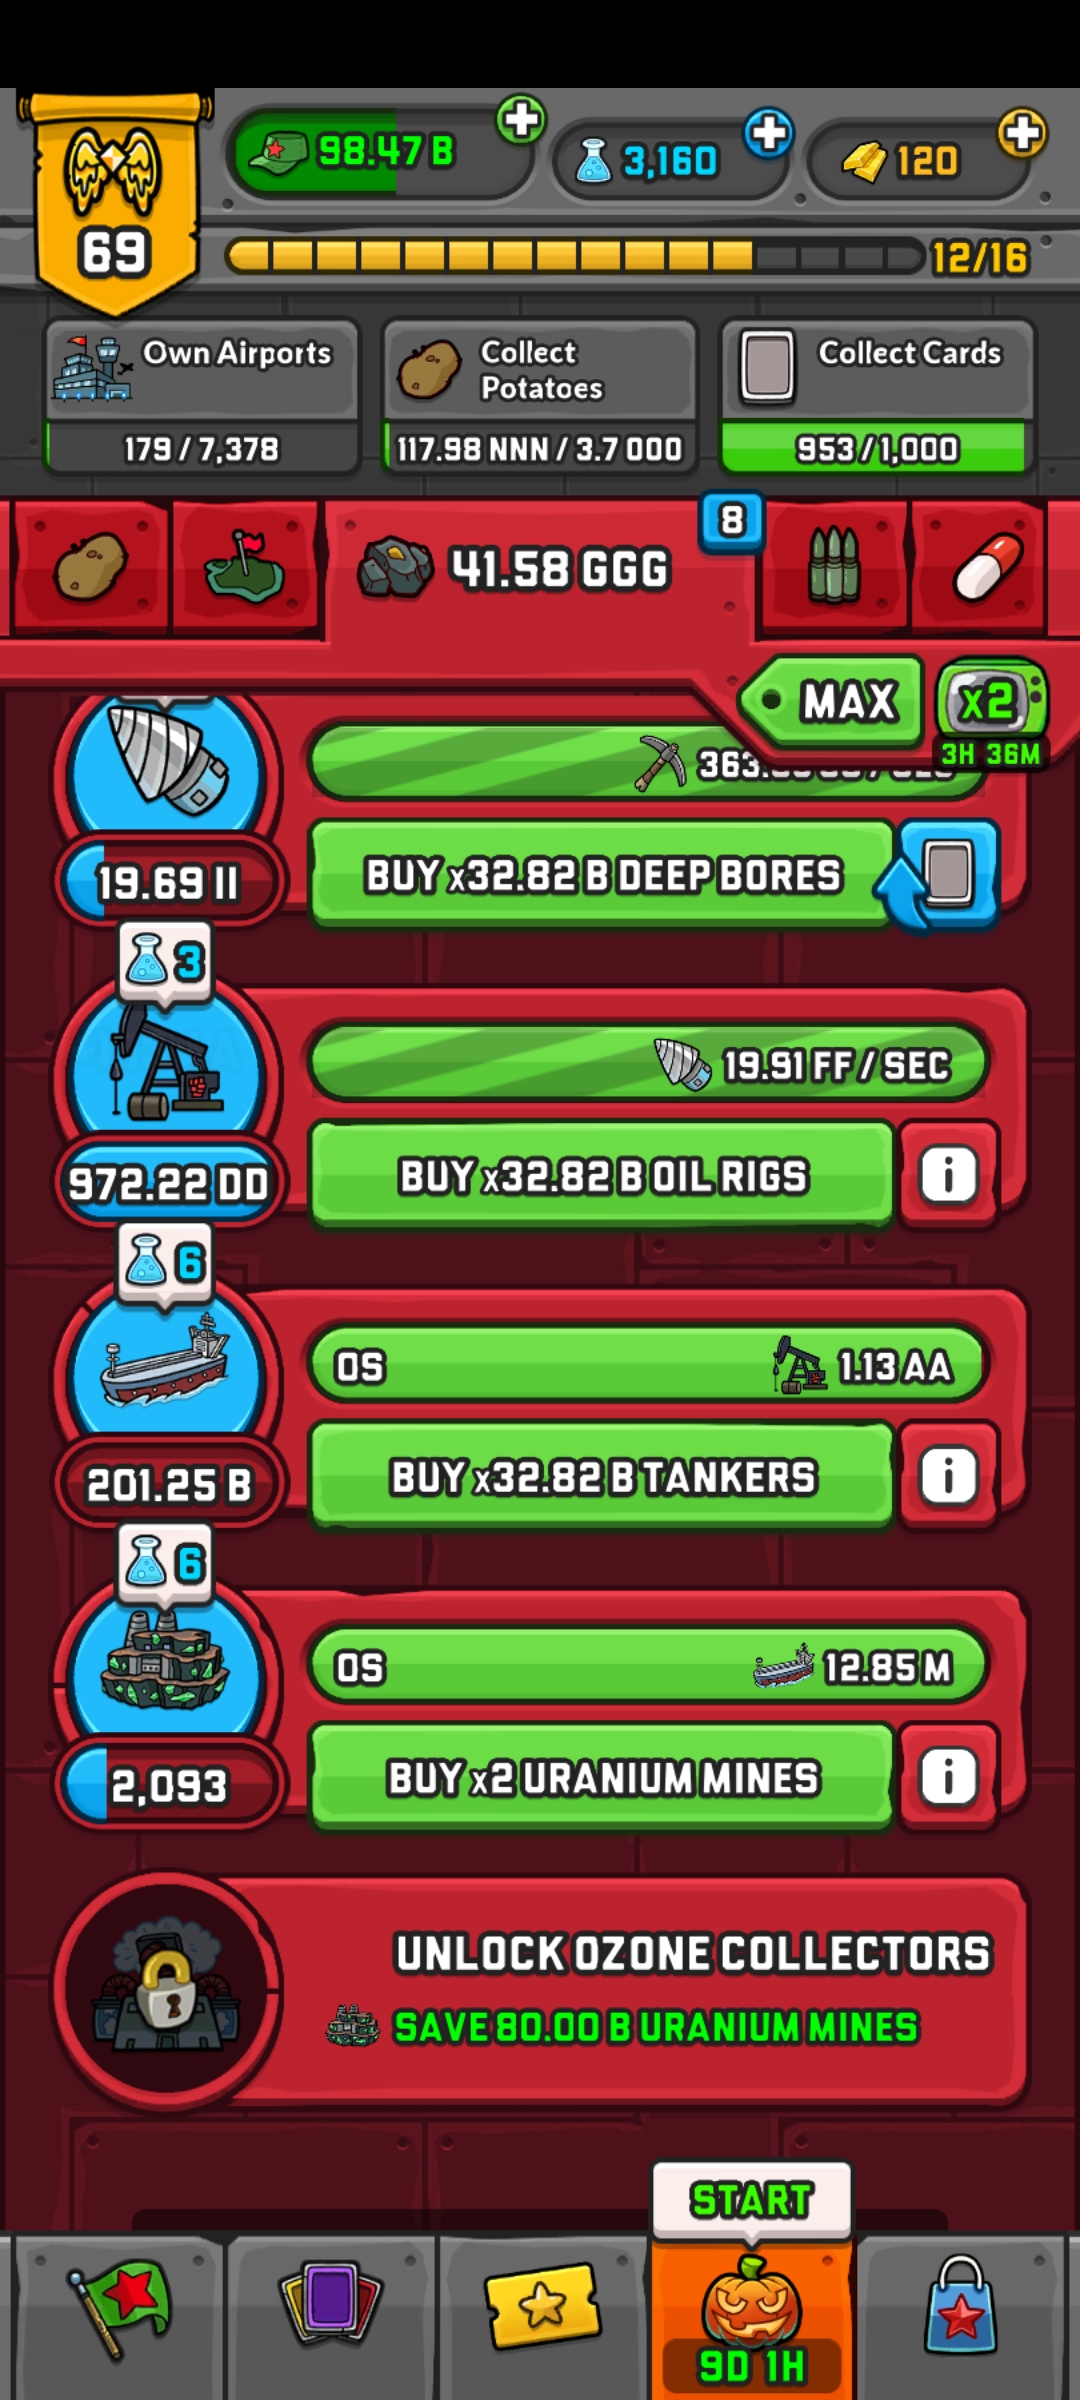 98.47 B
3,160
120
69
12/16
Own Airports
179 / 7,378
Collect
Potatoes
117.98 NNN / 3.7 OOO
Collect Cards
953 / 1,000
41.58 GGG
8
MAX
x2
3H 36M
19.69 II
BUY x32.82 B DEEP BORES
3
19.91 FF / SEC
972.22 DD
BUY x32.82 B OIL RIGS
6
0S
1.13 AA
201.25 B
BUY x32.82 B TANKERS
6
0S
12.85 M
2,093
BUY x2 URANIUM MINES
UNLOCK OZONE COLLECTORS
SAVE 80.00 B URANIUM MINES
START
9D 1H